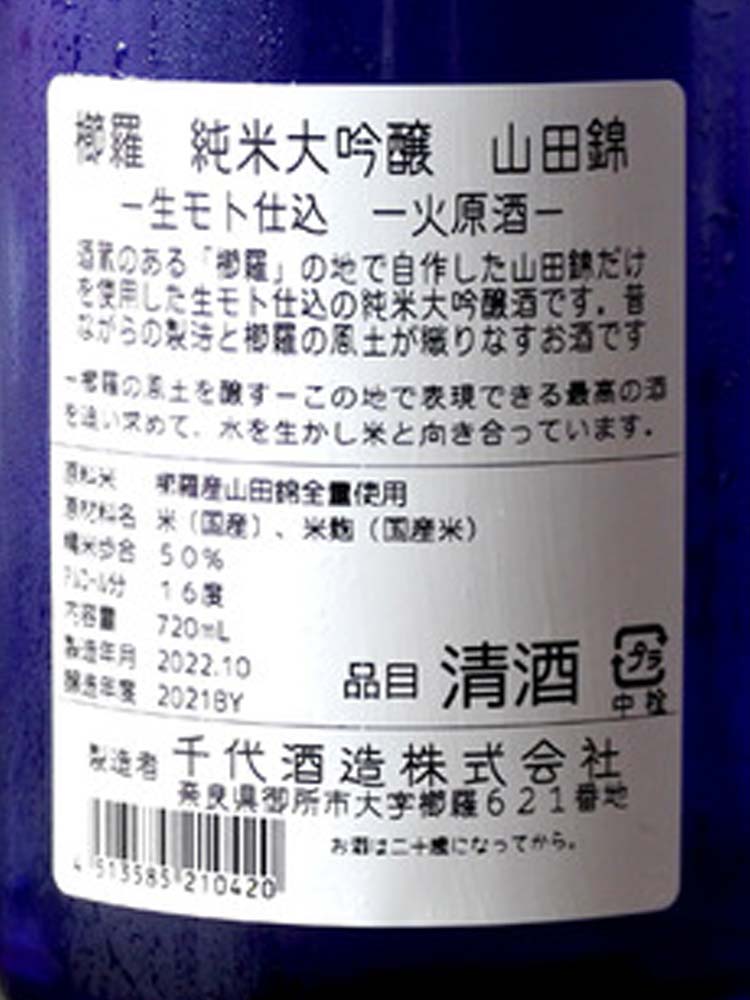 櫛羅 純米大吟醸 山田錦
－生モト仕込 一火原酒－
酒蔵のある「櫛羅」の地で自作した山田錦だけ
を使用した生モト仕込の純米大吟醸酒です。昔
ながらの製法と櫛羅の風土が織りなすお酒です
－櫛羅の風土を醸す－この地で表現できる最高の酒
を追い求めて、水を生かし米と向き合っています。
原料米 櫛羅産山田錦全量使用
原材料名 米（国産）、米麹（国産米）
精米歩合 50%
アルコール分 16度
内容量 720mL
製造年月 2022.10
醸造年度 2021BY
品目 清酒
プラ
中栓
製造者 千代酒造株式会社
奈良県御所市大字櫛羅621番地
お酒は二十歳になってから。
4 513585 210420